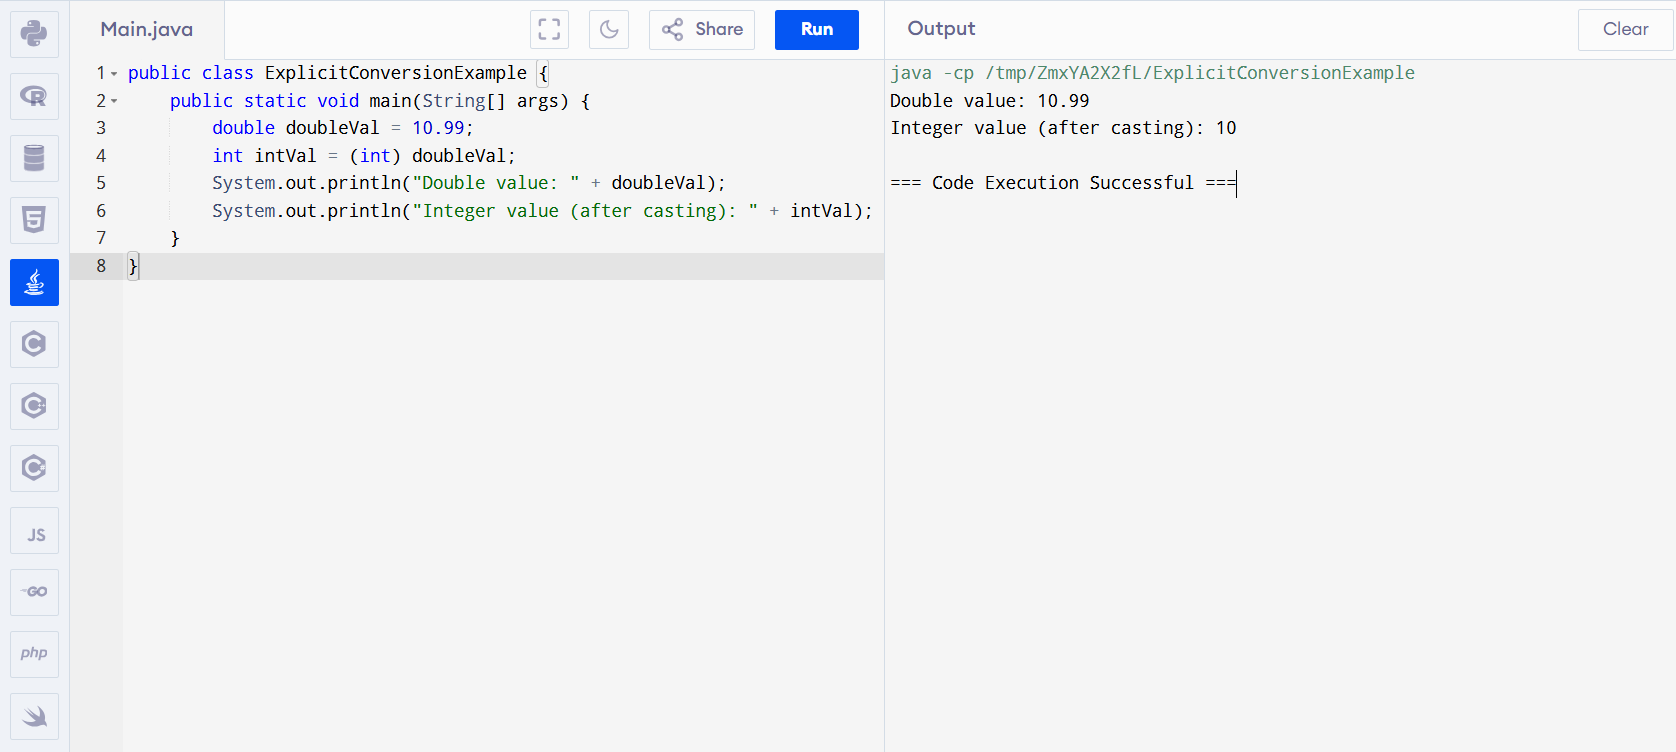 Main.java
Share
Run
Output
Clear
1 public class ExplicitConversionExample {
2     public static void main(String[] args) {
3         double doubleVal = 10.99;
4         int intVal = (int) doubleVal;
5         System.out.println("Double value: " + doubleVal);
6         System.out.println("Integer value (after casting): " + intVal);
7     }
8 }
java -cp /tmp/ZmxYA2X2fL/ExplicitConversionExample
Double value: 10.99
Integer value (after casting): 10
=== Code Execution Successful ===
R
5
C
C
C
JS
GO
php